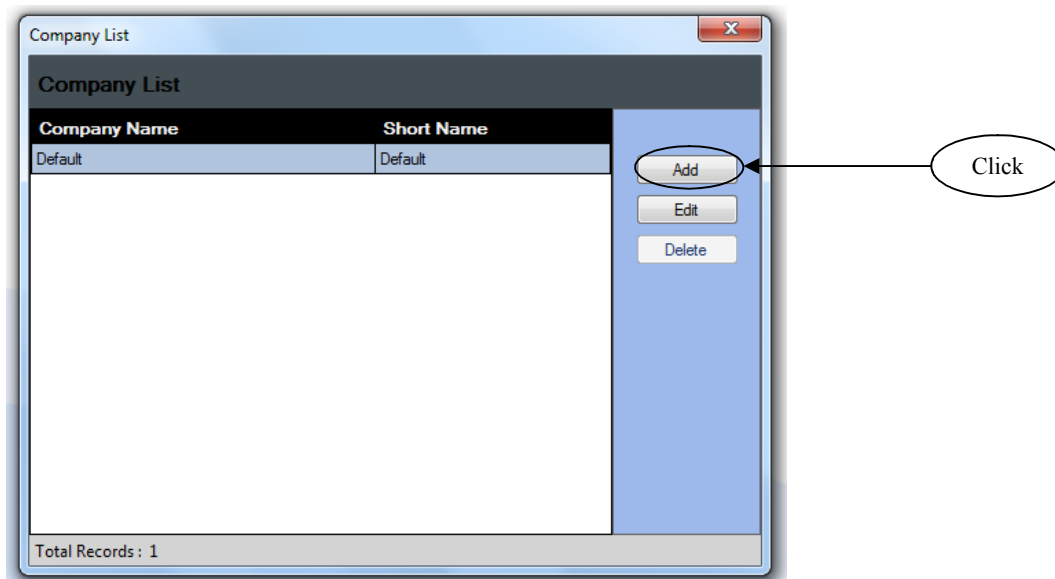 Company List
Company List
Company Name Short Name
Default Default
Add
Click
Edit
Delete
Total Records : 1